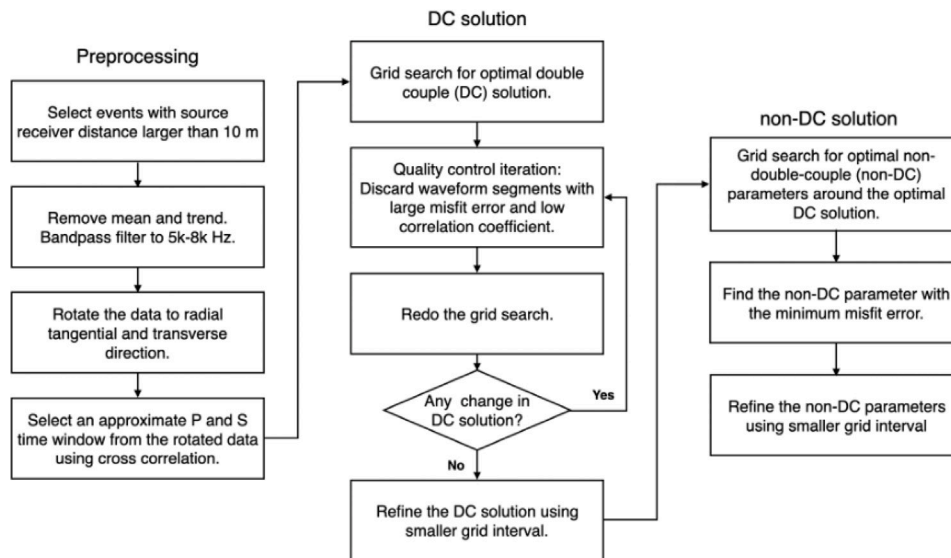 Preprocessing
Select events with source
receiver distance larger than 10 m
Remove mean and trend.
Bandpass filter to 5k-8k Hz.
Rotate the data to radial
tangential and transverse
direction.
Select an approximate P and S
time window from the rotated data
using cross correlation.
DC solution
Grid search for optimal double
couple (DC) solution.
Quality control iteration:
Discard waveform segments with
large misfit error and low
correlation coefficient.
Redo the grid search.
Any change in
DC solution?
Yes
No
Refine the DC solution using
smaller grid interval.
non-DC solution
Grid search for optimal non-
double-couple (non-DC)
parameters around the optimal
DC solution.
Find the non-DC parameter with
the minimum misfit error.
Refine the non-DC parameters
using smaller grid interval